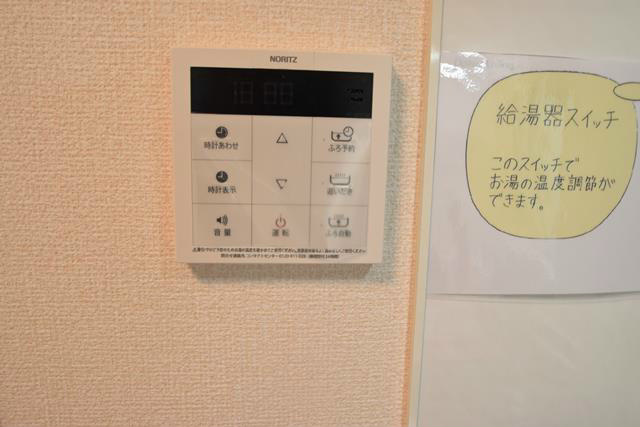 NORITZ
時計あわせ
△
ふろ予約
時計表示
▽
追いだき
音量
運転
ふろ自動
給湯器スイッチ
このスイッチで
お湯の温度調節が
できます。